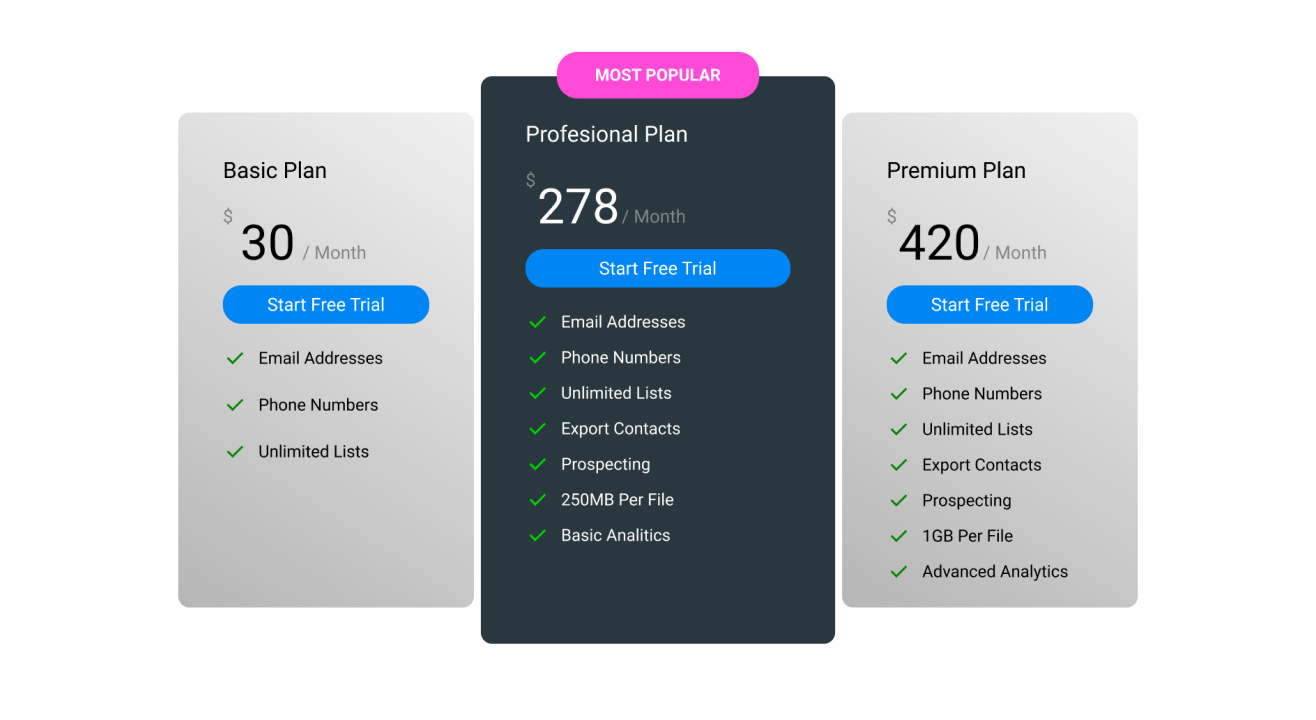 MOST POPULAR
Basic Plan
$
30 / Month
Start Free Trial
Email Addresses
Phone Numbers
Unlimited Lists
Profesional Plan
$
278 / Month
Start Free Trial
Email Addresses
Phone Numbers
Unlimited Lists
Export Contacts
Prospecting
250MB Per File
Basic Analitics
Premium Plan
$
420 / Month
Start Free Trial
Email Addresses
Phone Numbers
Unlimited Lists
Export Contacts
Prospecting
1GB Per File
Advanced Analytics